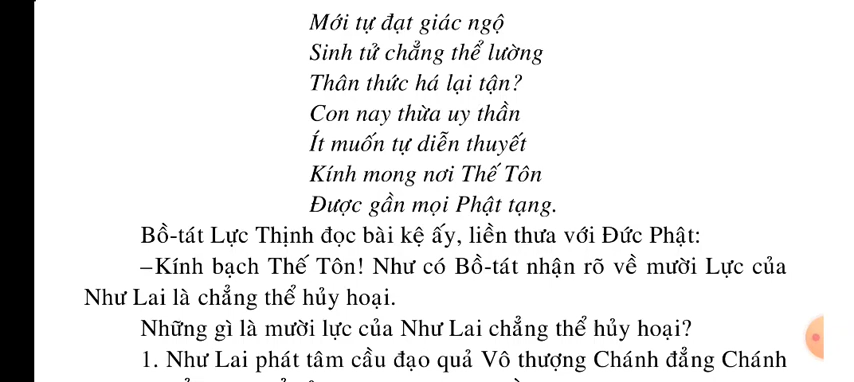 Mới tự đạt giác ngộ
Sinh tử chẳng thể lường
Thân thức há lại tận?
Con nay thừa uy thần
Ít muốn tự diễn thuyết
Kính mong nơi Thế Tôn
Được gần mọi Phật tạng.
Bồ-tát Lực Thịnh đọc bài kệ ấy, liền thưa với Đức Phật:
–Kính bạch Thế Tôn! Như có Bồ-tát nhận rõ về mười Lực của
Như Lai là chẳng thể hủy hoại.
Những gì là mười lực của Như Lai chẳng thể hủy hoại?
1. Như Lai phát tâm cầu đạo quả Vô thượng Chánh đẳng Chánh